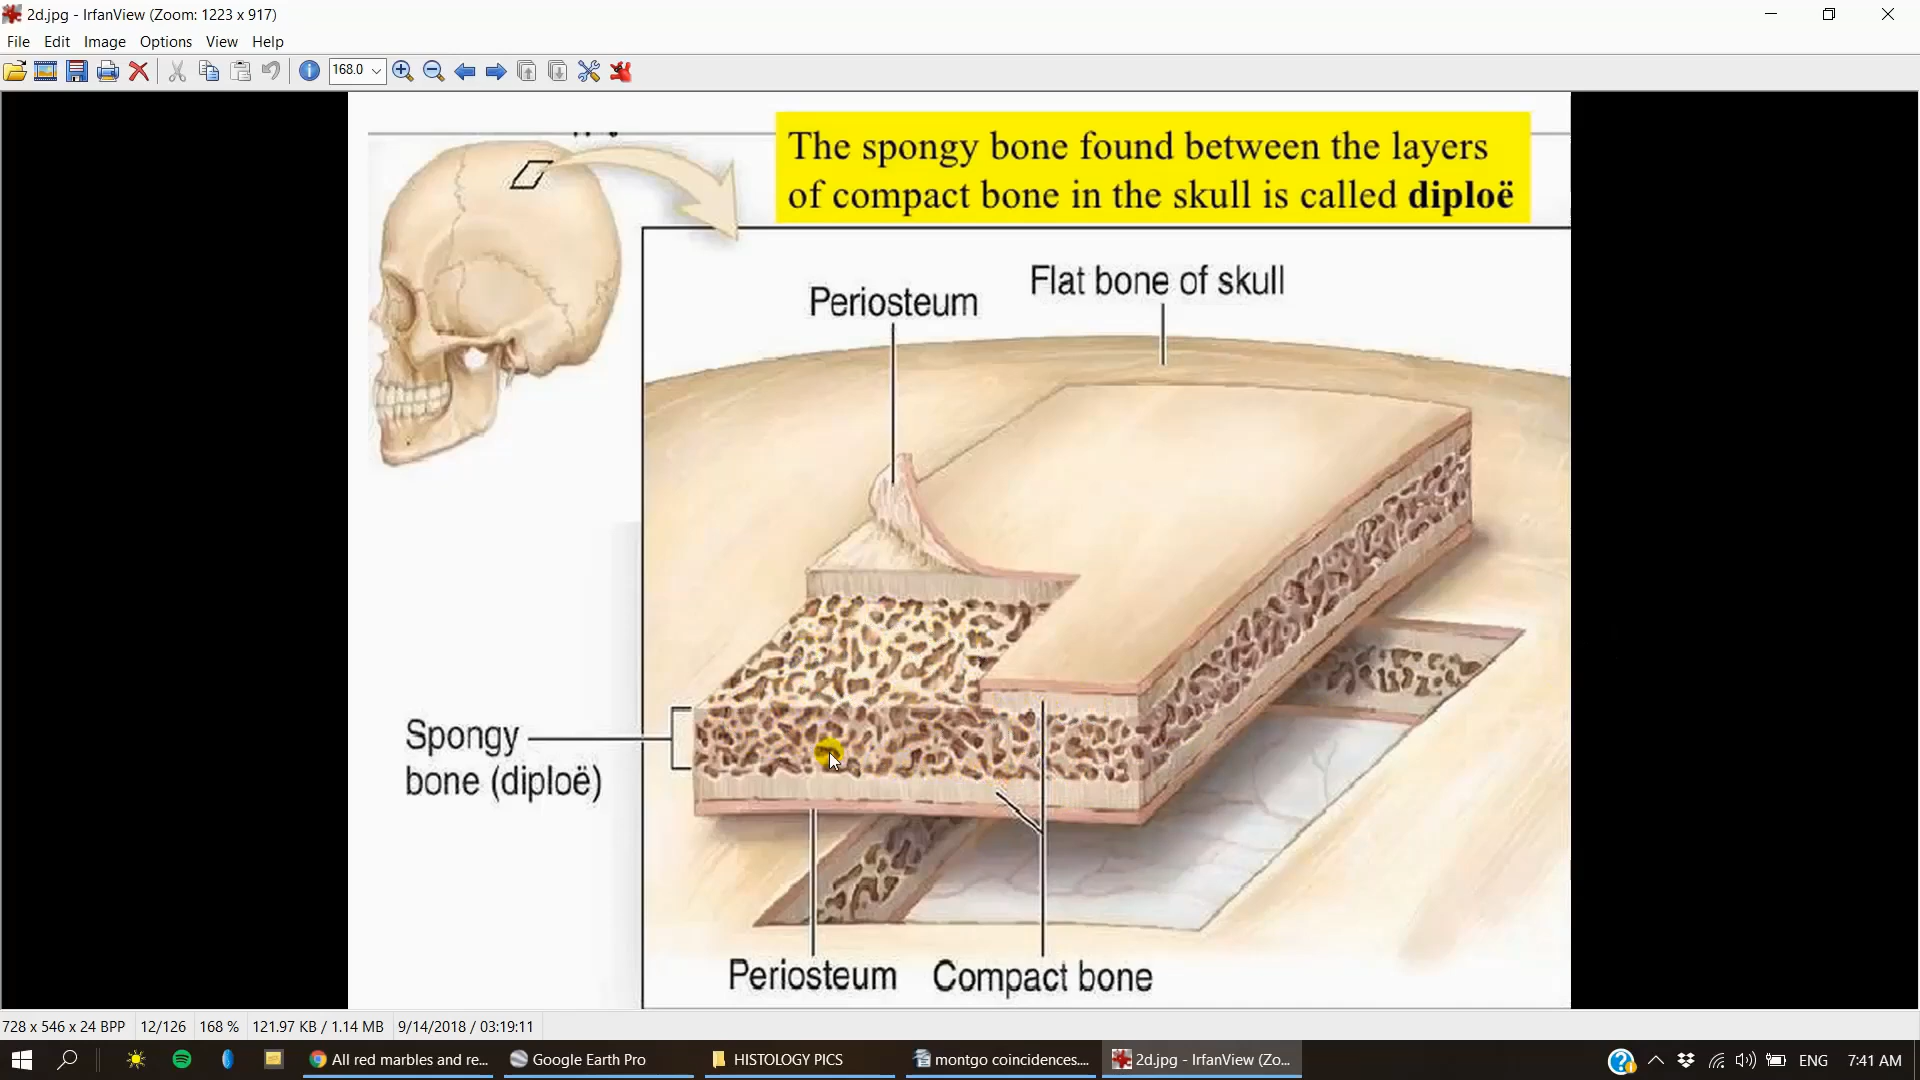 2d.jpg - IrfanView (Zoom: 1223 x 917)
File Edit Image Options View Help
168.0
The spongy bone found between the layers
of compact bone in the skull is called diploë
Flat bone of skull
Periosteum
Spongy
bone (diploë)
Periosteum Compact bone
728 x 546 x 24 BPP 12/126 168 % 121.97 KB / 1.14 MB 9/14/2018 / 03:19:11
All red marbles and re... Google Earth Pro HISTOLOGY PICS montgo coincidences.... 2d.jpg - IrfanView (Zo... ENG 7:41 AM